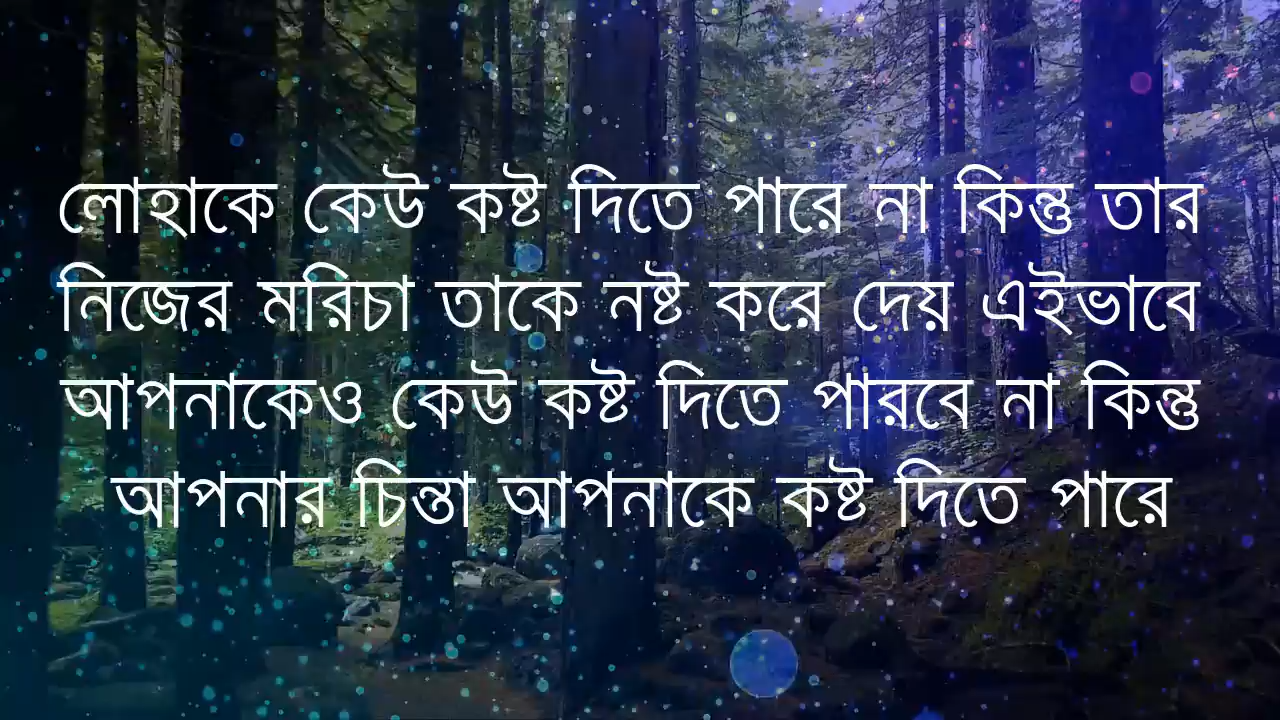 লোহাকে কেউ কষ্ট দিতে পারে না কিন্তু তার
নিজের মরিচা তাকে নষ্ট করে দেয় এইভাবে
আপনাকেও কেউ কষ্ট দিতে পারবে না কিন্তু
আপনার চিন্তা আপনাকে কষ্ট দিতে পারে